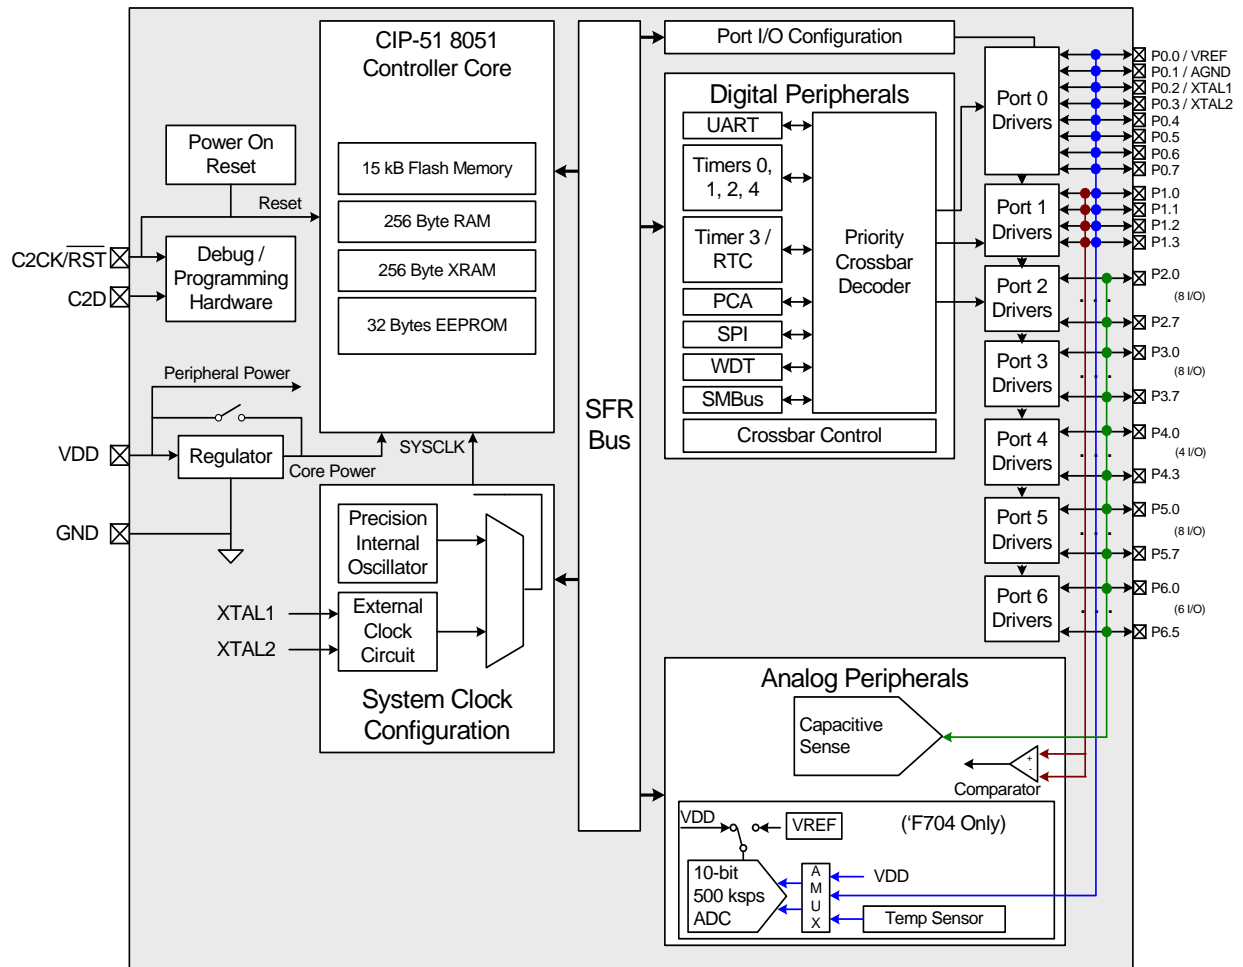 CIP-51 8051
Controller Core
15 kB Flash Memory
256 Byte RAM
256 Byte XRAM
32 Bytes EEPROM
Power On
Reset
Reset
C2CK/RST
C2D
Debug /
Programming
Hardware
Peripheral Power
VDD
Regulator
Core Power
SYSCLK
GND
Precision
Internal
Oscillator
XTAL1
XTAL2
External
Clock
Circuit
System Clock
Configuration
SFR
Bus
Port I/O Configuration
Digital Peripherals
UART
Timers 0,
1, 2, 4
Timer 3 /
RTC
PCA
SPI
WDT
SMBus
Priority
Crossbar
Decoder
Crossbar Control
Port 0
Drivers
Port 1
Drivers
Port 2
Drivers
Port 3
Drivers
Port 4
Drivers
Port 5
Drivers
Port 6
Drivers
P0.0 / VREF
P0.1 / AGND
P0.2 / XTAL1
P0.3 / XTAL2
P0.4
P0.5
P0.6
P0.7
P1.0
P1.1
P1.2
P1.3
P2.0
(8 I/O)
P2.7
P3.0
(8 I/O)
P3.7
P4.0
(4 I/O)
P4.3
P5.0
(8 I/O)
P5.7
P6.0
(6 I/O)
P6.5
Analog Peripherals
Capacitive
Sense
+
-
Comparator
VDD
VREF
('F704 Only)
10-bit
500 ksps
ADC
A
M
U
X
VDD
Temp Sensor